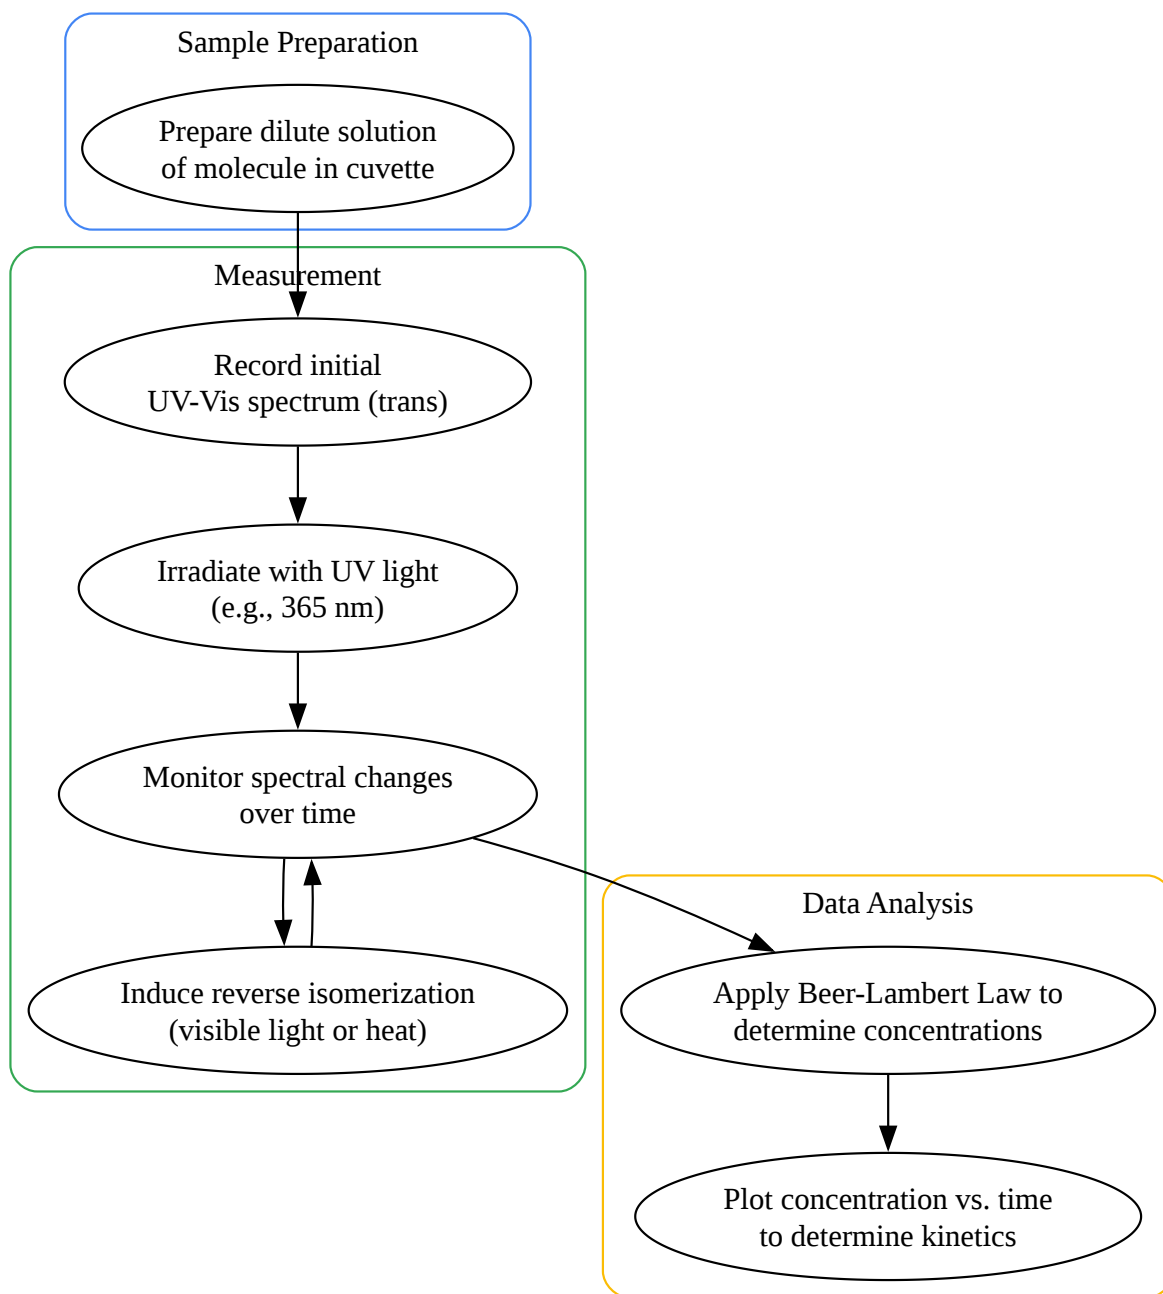 Sample Preparation
Prepare dilute solution
of molecule in cuvette
Measurement
Record initial
UV-Vis spectrum (trans)
Irradiate with UV light
(e.g., 365 nm)
Monitor spectral changes
over time
Induce reverse isomerization
(visible light or heat)
Data Analysis
Apply Beer-Lambert Law to
determine concentrations
Plot concentration vs. time
to determine kinetics